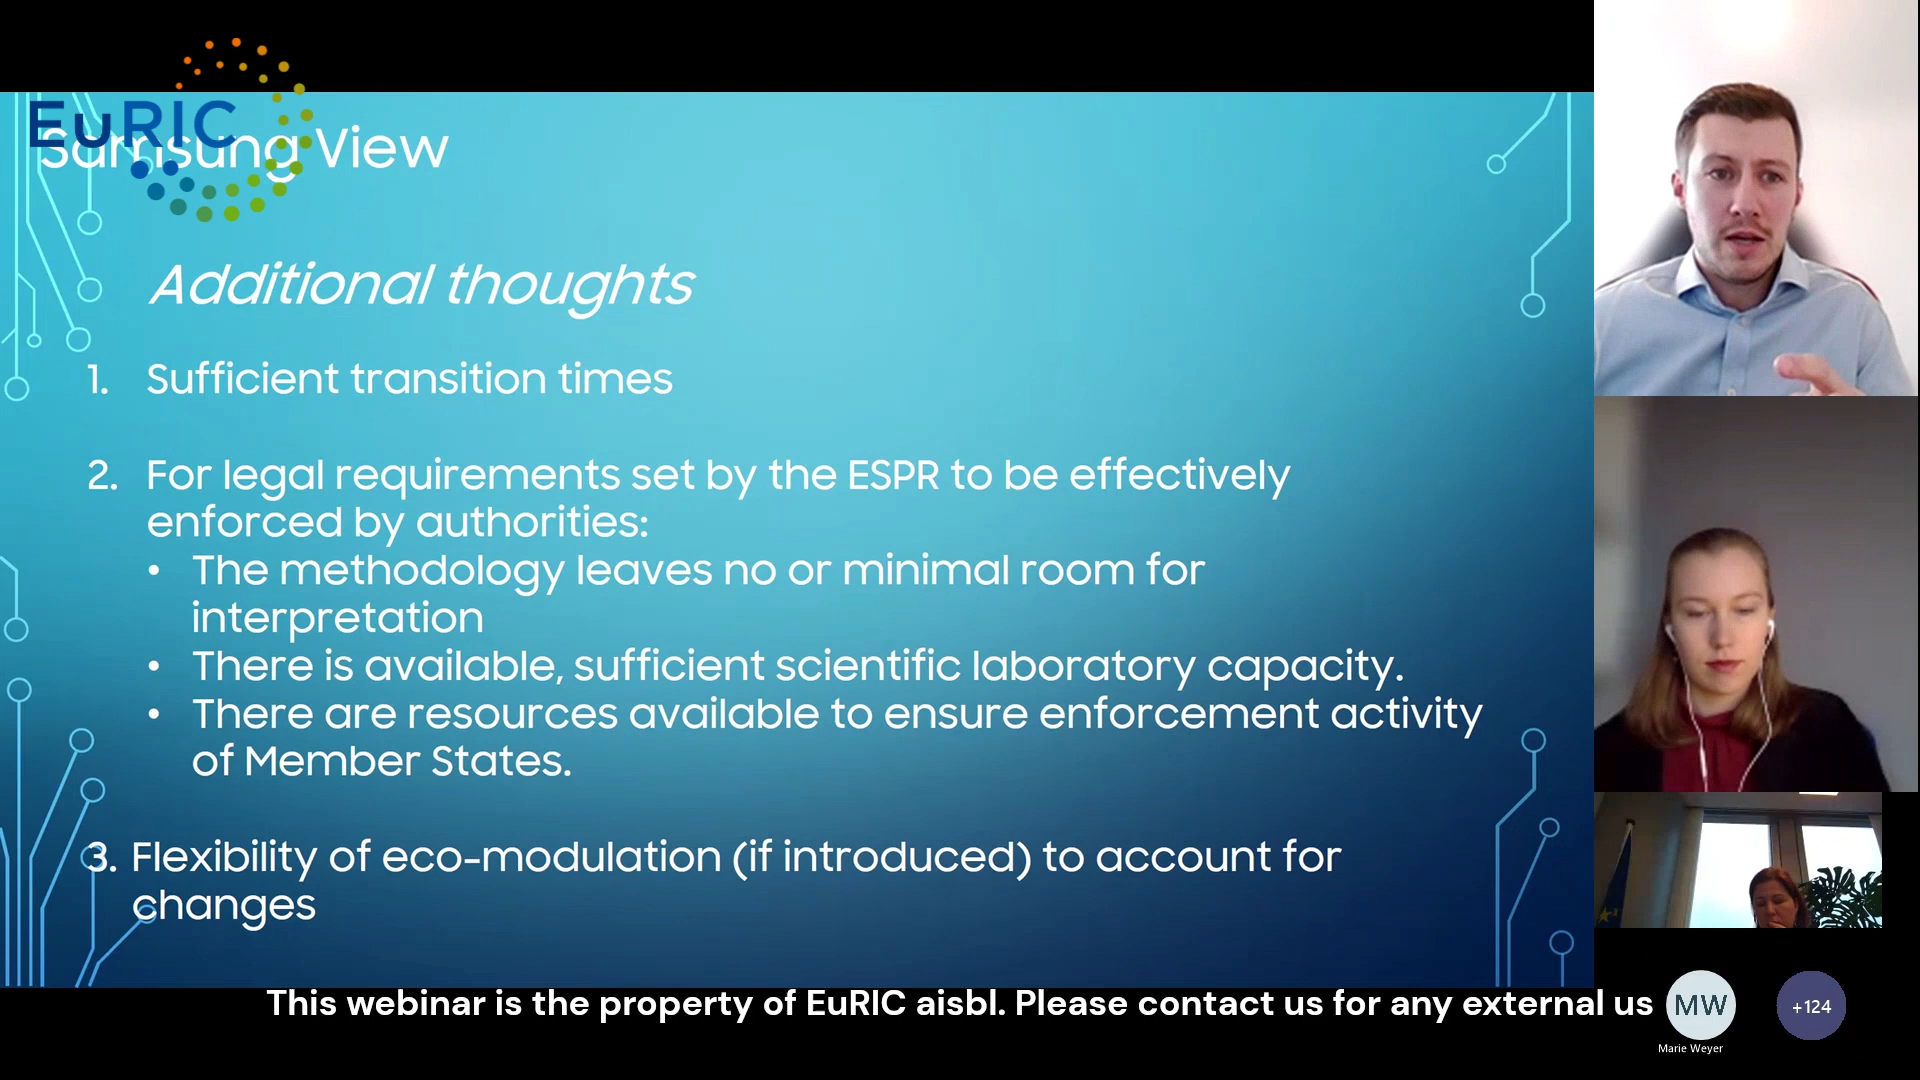 EuRIC
Samsung View
Additional thoughts
1. Sufficient transition times
2. For legal requirements set by the ESPR to be effectively
enforced by authorities:
• The methodology leaves no or minimal room for
interpretation
• There is available, sufficient scientific laboratory capacity.
• There are resources available to ensure enforcement activity
of Member States.
3. Flexibility of eco-modulation (if introduced) to account for
changes
This webinar is the property of EuRIC aisbl. Please contact us for any external us
MW
+124
Marie Weyer